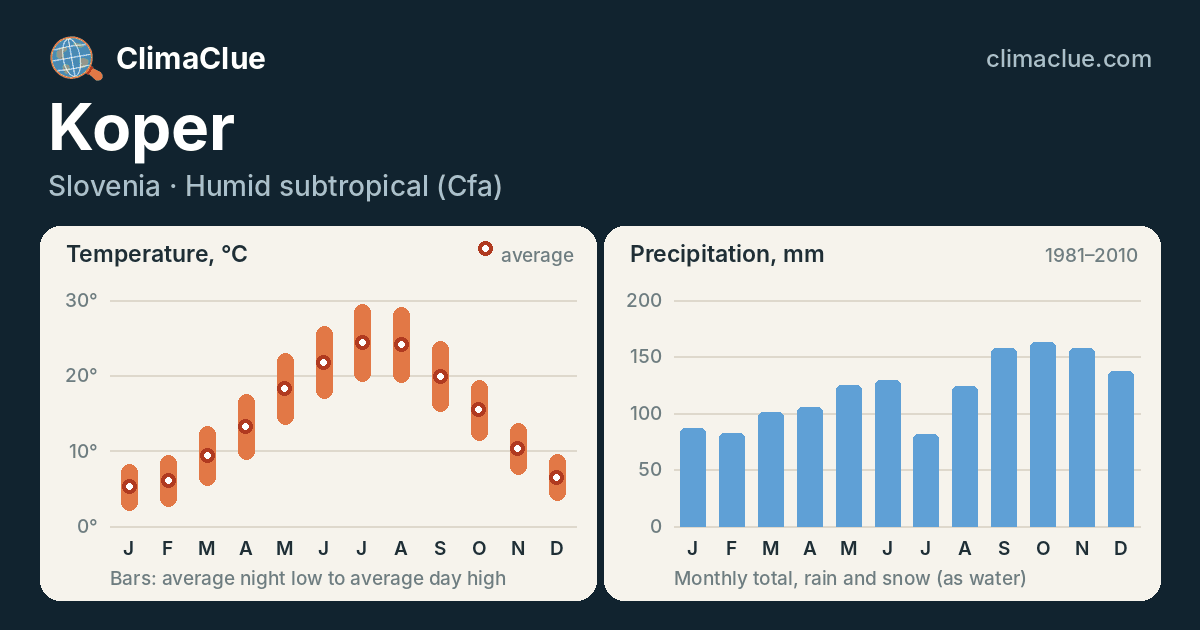 ClimaClue
climaclue.com
Koper
Slovenia · Humid subtropical (Cfa)
Temperature, °C
average
30°
20°
10°
0°
J F M A M J J A S O N D
Bars: average night low to average day high
Precipitation, mm
1981–2010
200
150
100
50
0
J F M A M J J A S O N D
Monthly total, rain and snow (as water)